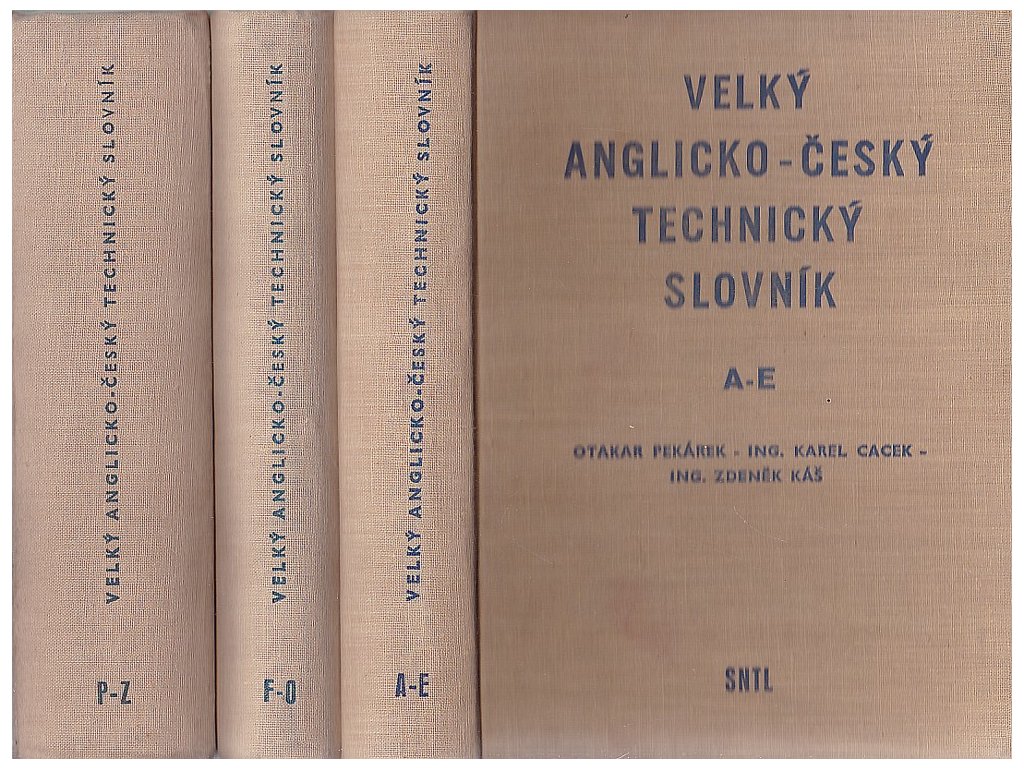 VELKÝ ANGLICKO-ČESKÝ TECHNICKÝ SLOVNÍK
P-Z
VELKÝ ANGLICKO-ČESKÝ TECHNICKÝ SLOVNÍK
F-O
VELKÝ ANGLICKO-ČESKÝ TECHNICKÝ SLOVNÍK
A-E
VELKÝ
ANGLICKO-ČESKÝ
TECHNICKÝ
SLOVNÍK
A-E
OTAKAR PEKÁREK - ING. KAREL CACEK -
ING. ZDENĚK KÁŠ
SNTL